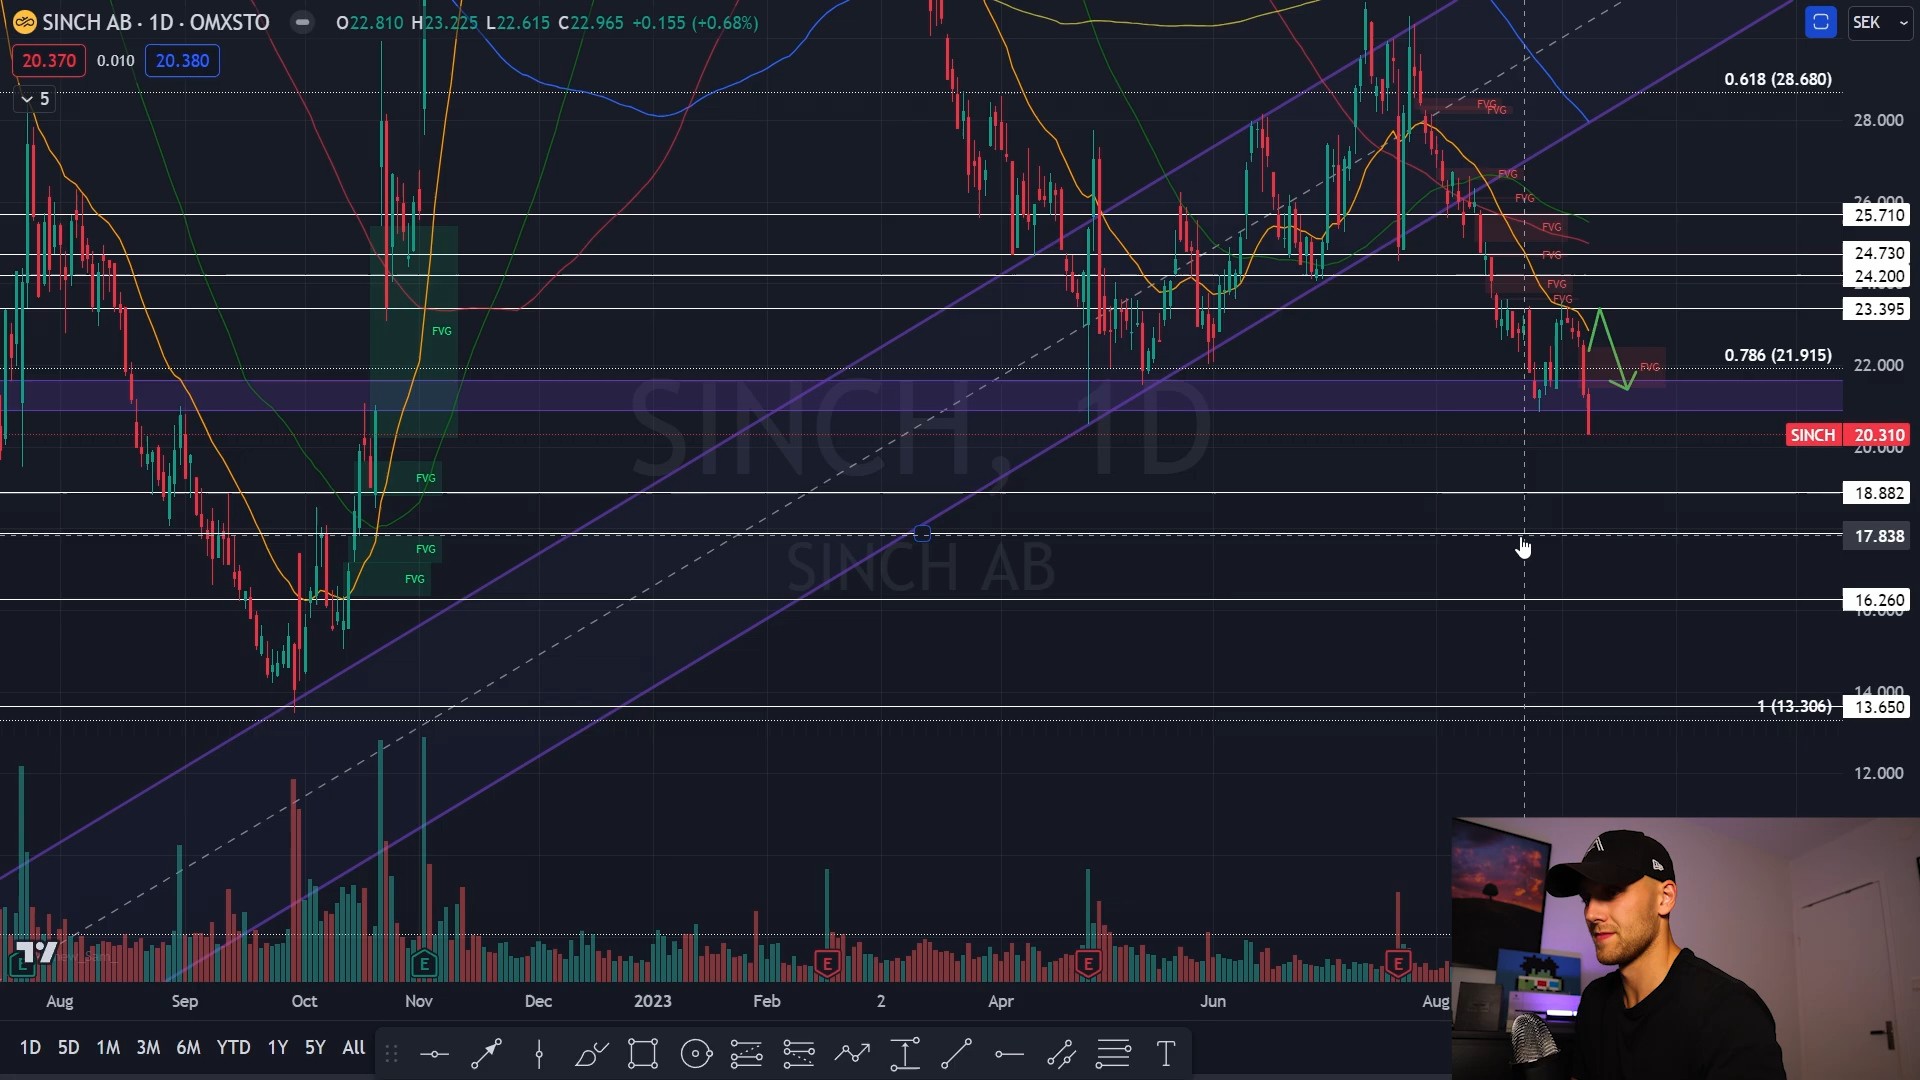 SINCH AB · 1D · OMXSTO O22.810 H23.225 L22.615 C22.965 +0.155 (+0.68%)
SEK
20.370 0.010 20.380
5
0.618 (28.680)
FVG
FVG
28.000
FVG
FVG
26.000
25.710
FVG
24.730
FVG
24.200
FVG
FVG
23.395
FVG
0.786 (21.915)
22.000
FVG
SINCH, 1D
SINCH 20.310
20.000
FVG
18.882
17.838
FVG
SINCH AB
FVG
16.260
16.000
14.000
1 (13.306) 13.650
12.000
E E E E E
Aug Sep Oct Nov Dec 2023 Feb 2 Apr Jun Aug
1D 5D 1M 3M 6M YTD 1Y 5Y All T